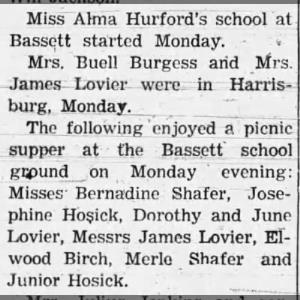 Miss Alma Hurford's school at
Bassett started Monday.
Mrs. Buell Burgess and Mrs.
James Lovier were in Harris-
burg, Monday.
The following enjoyed a picnic
supper at the Bassett school
ground on Monday evening:
Misses Bernadine Shafer, Jose-
phine Hosick, Dorothy and June
Lovier, Messrs James Lovier, El-
wood Birch, Merle Shafer and
Junior Hosick.